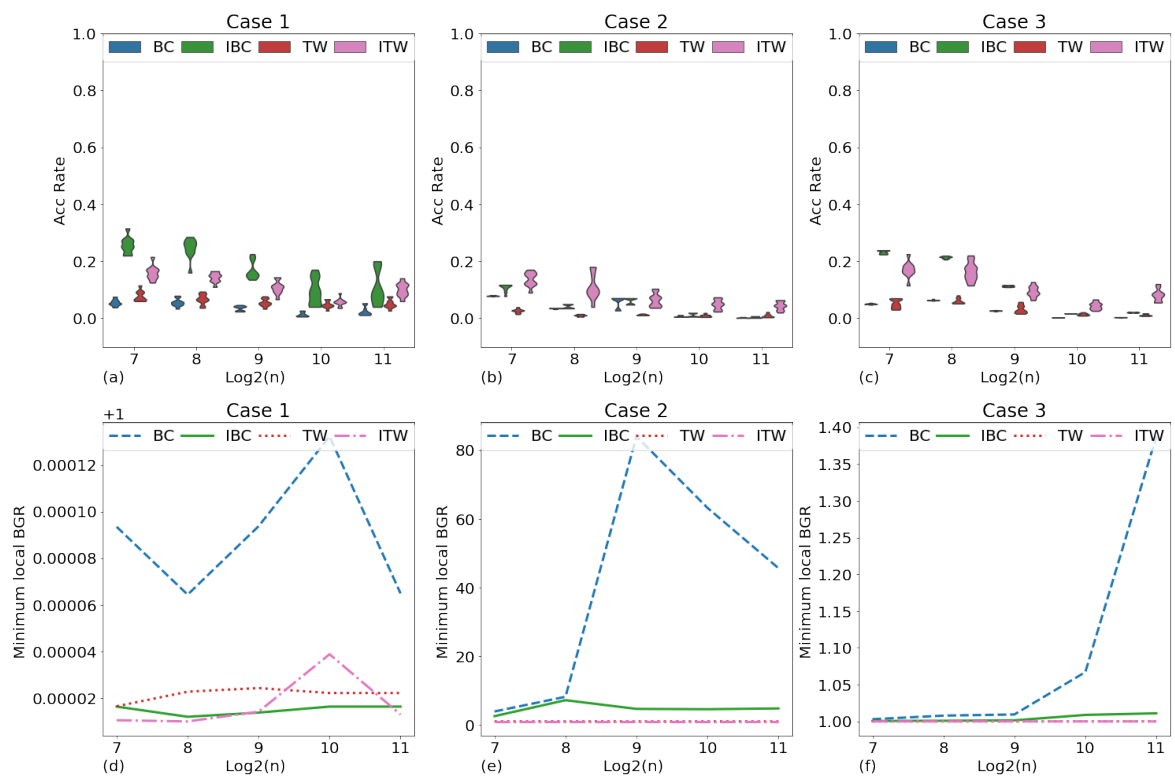 Case 1
BC IBC TW ITW
1.0
0.8
0.6
0.4
0.2
0.0
Acc Rate
7 8 9 10 11
(a) Log2(n)
Case 2
BC IBC TW ITW
1.0
0.8
0.6
0.4
0.2
0.0
Acc Rate
7 8 9 10 11
(b) Log2(n)
Case 3
BC IBC TW ITW
1.0
0.8
0.6
0.4
0.2
0.0
Acc Rate
7 8 9 10 11
(c) Log2(n)
Case 1
+1
BC IBC TW ITW
0.00012
0.00010
0.00008
0.00006
0.00004
0.00002
Minimum local BGR
7 8 9 10 11
(d) Log2(n)
Case 2
BC IBC TW ITW
80
60
40
20
0
Minimum local BGR
7 8 9 10 11
(e) Log2(n)
Case 3
BC IBC TW ITW
1.40
1.35
1.30
1.25
1.20
1.15
1.10
1.05
1.00
Minimum local BGR
7 8 9 10 11
(f) Log2(n)